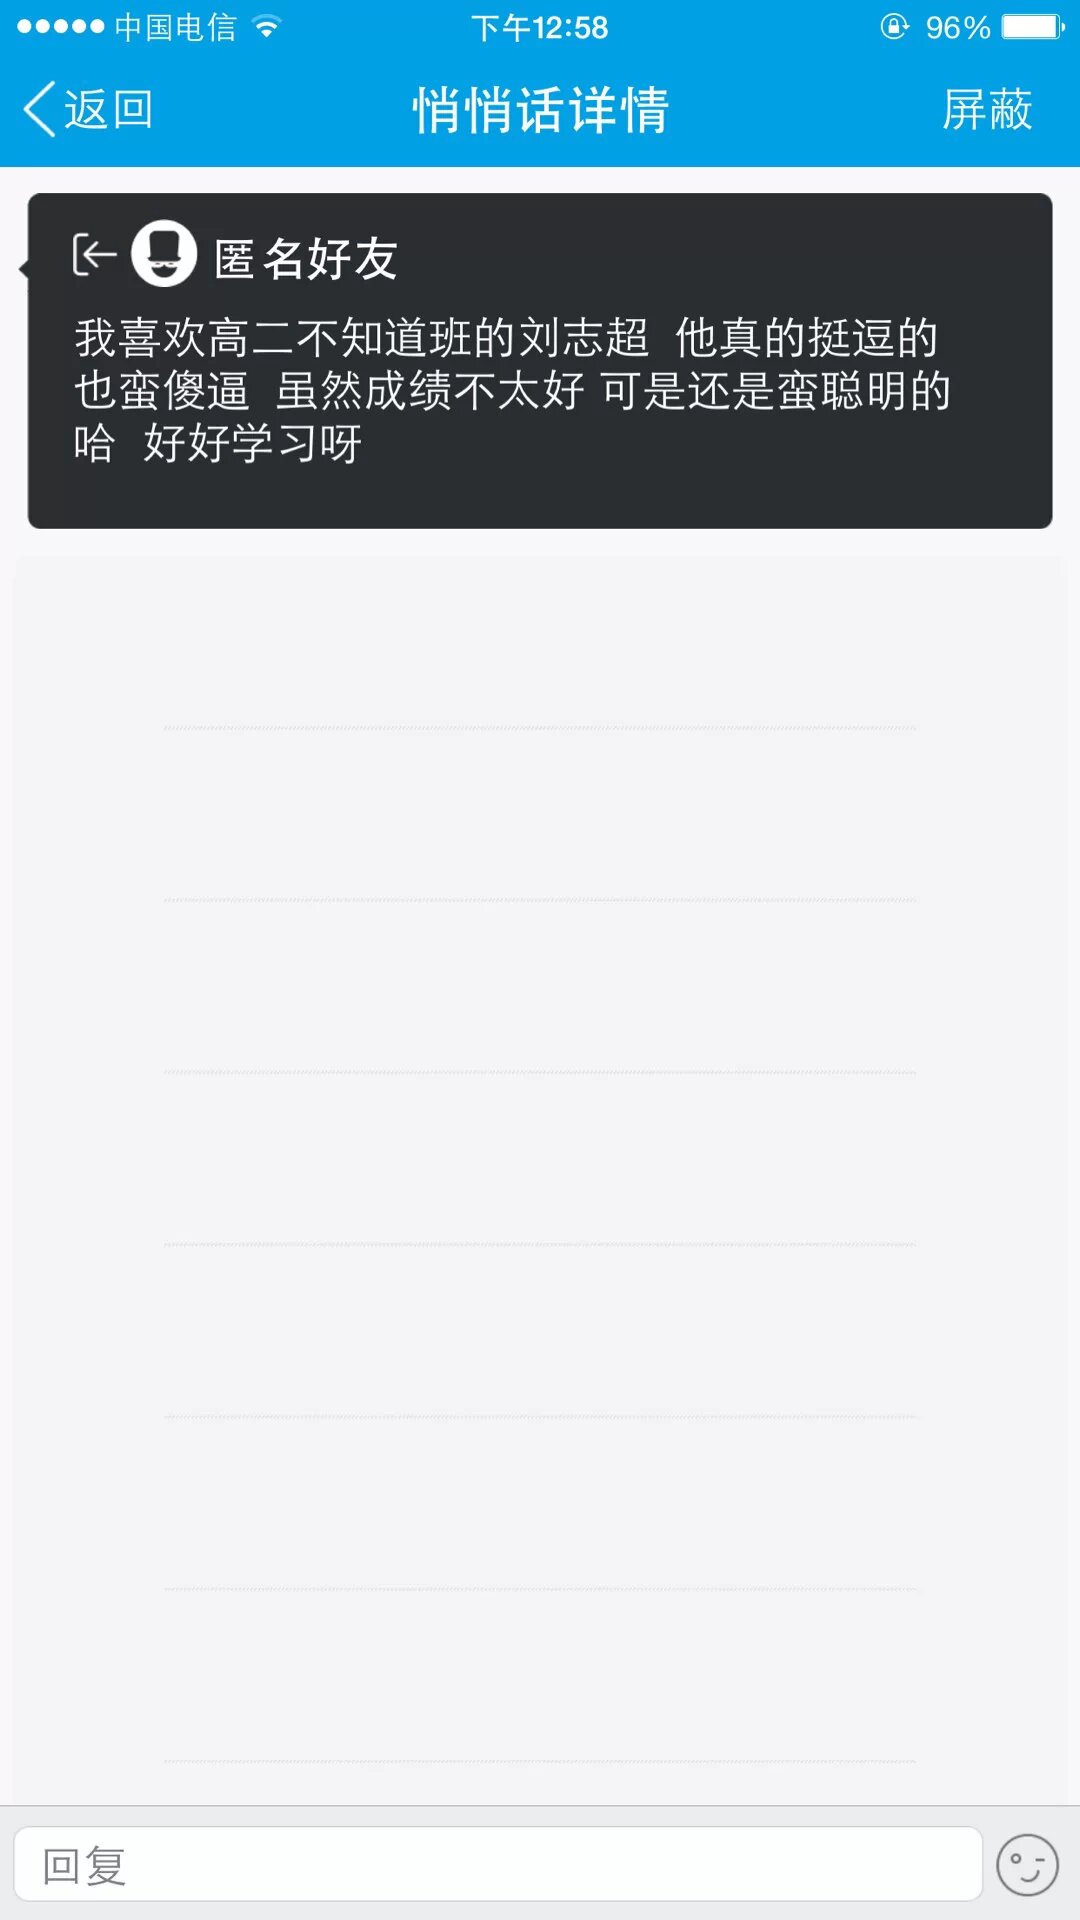 中国电信 下午12:58 96%
返回 悄悄话详情 屏蔽
匿名好友
我喜欢高二不知道班的刘志超 他真的挺逗的
也蛮傻逼 虽然成绩不太好 可是还是蛮聪明的
哈 好好学习呀
回复